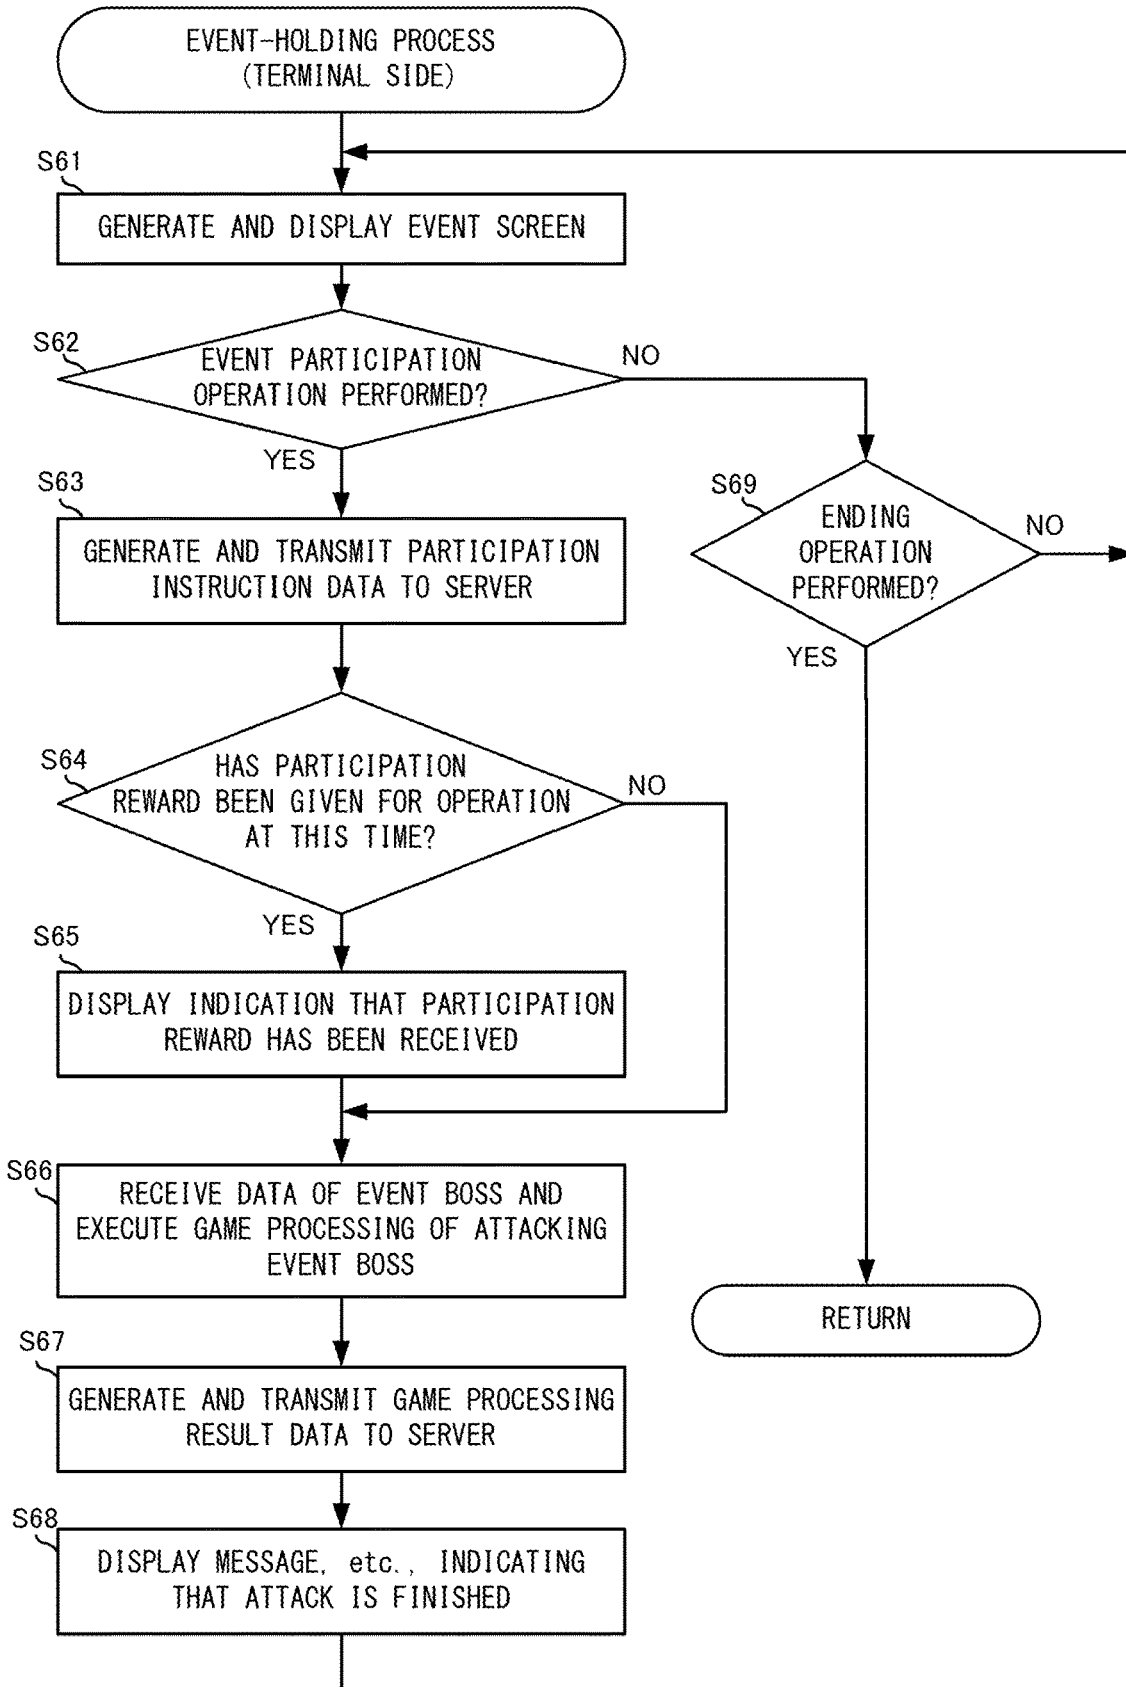 EVENT-HOLDING PROCESS
(TERMINAL SIDE)
S61
GENERATE AND DISPLAY EVENT SCREEN
S62
EVENT PARTICIPATION
OPERATION PERFORMED?
NO
YES
S63
GENERATE AND TRANSMIT PARTICIPATION
INSTRUCTION DATA TO SERVER
S69
ENDING
OPERATION
PERFORMED?
NO
YES
S64
HAS PARTICIPATION
REWARD BEEN GIVEN FOR OPERATION
AT THIS TIME?
NO
YES
S65
DISPLAY INDICATION THAT PARTICIPATION
REWARD HAS BEEN RECEIVED
S66
RECEIVE DATA OF EVENT BOSS AND
EXECUTE GAME PROCESSING OF ATTACKING
EVENT BOSS
RETURN
S67
GENERATE AND TRANSMIT GAME PROCESSING
RESULT DATA TO SERVER
S68
DISPLAY MESSAGE, etc., INDICATING
THAT ATTACK IS FINISHED